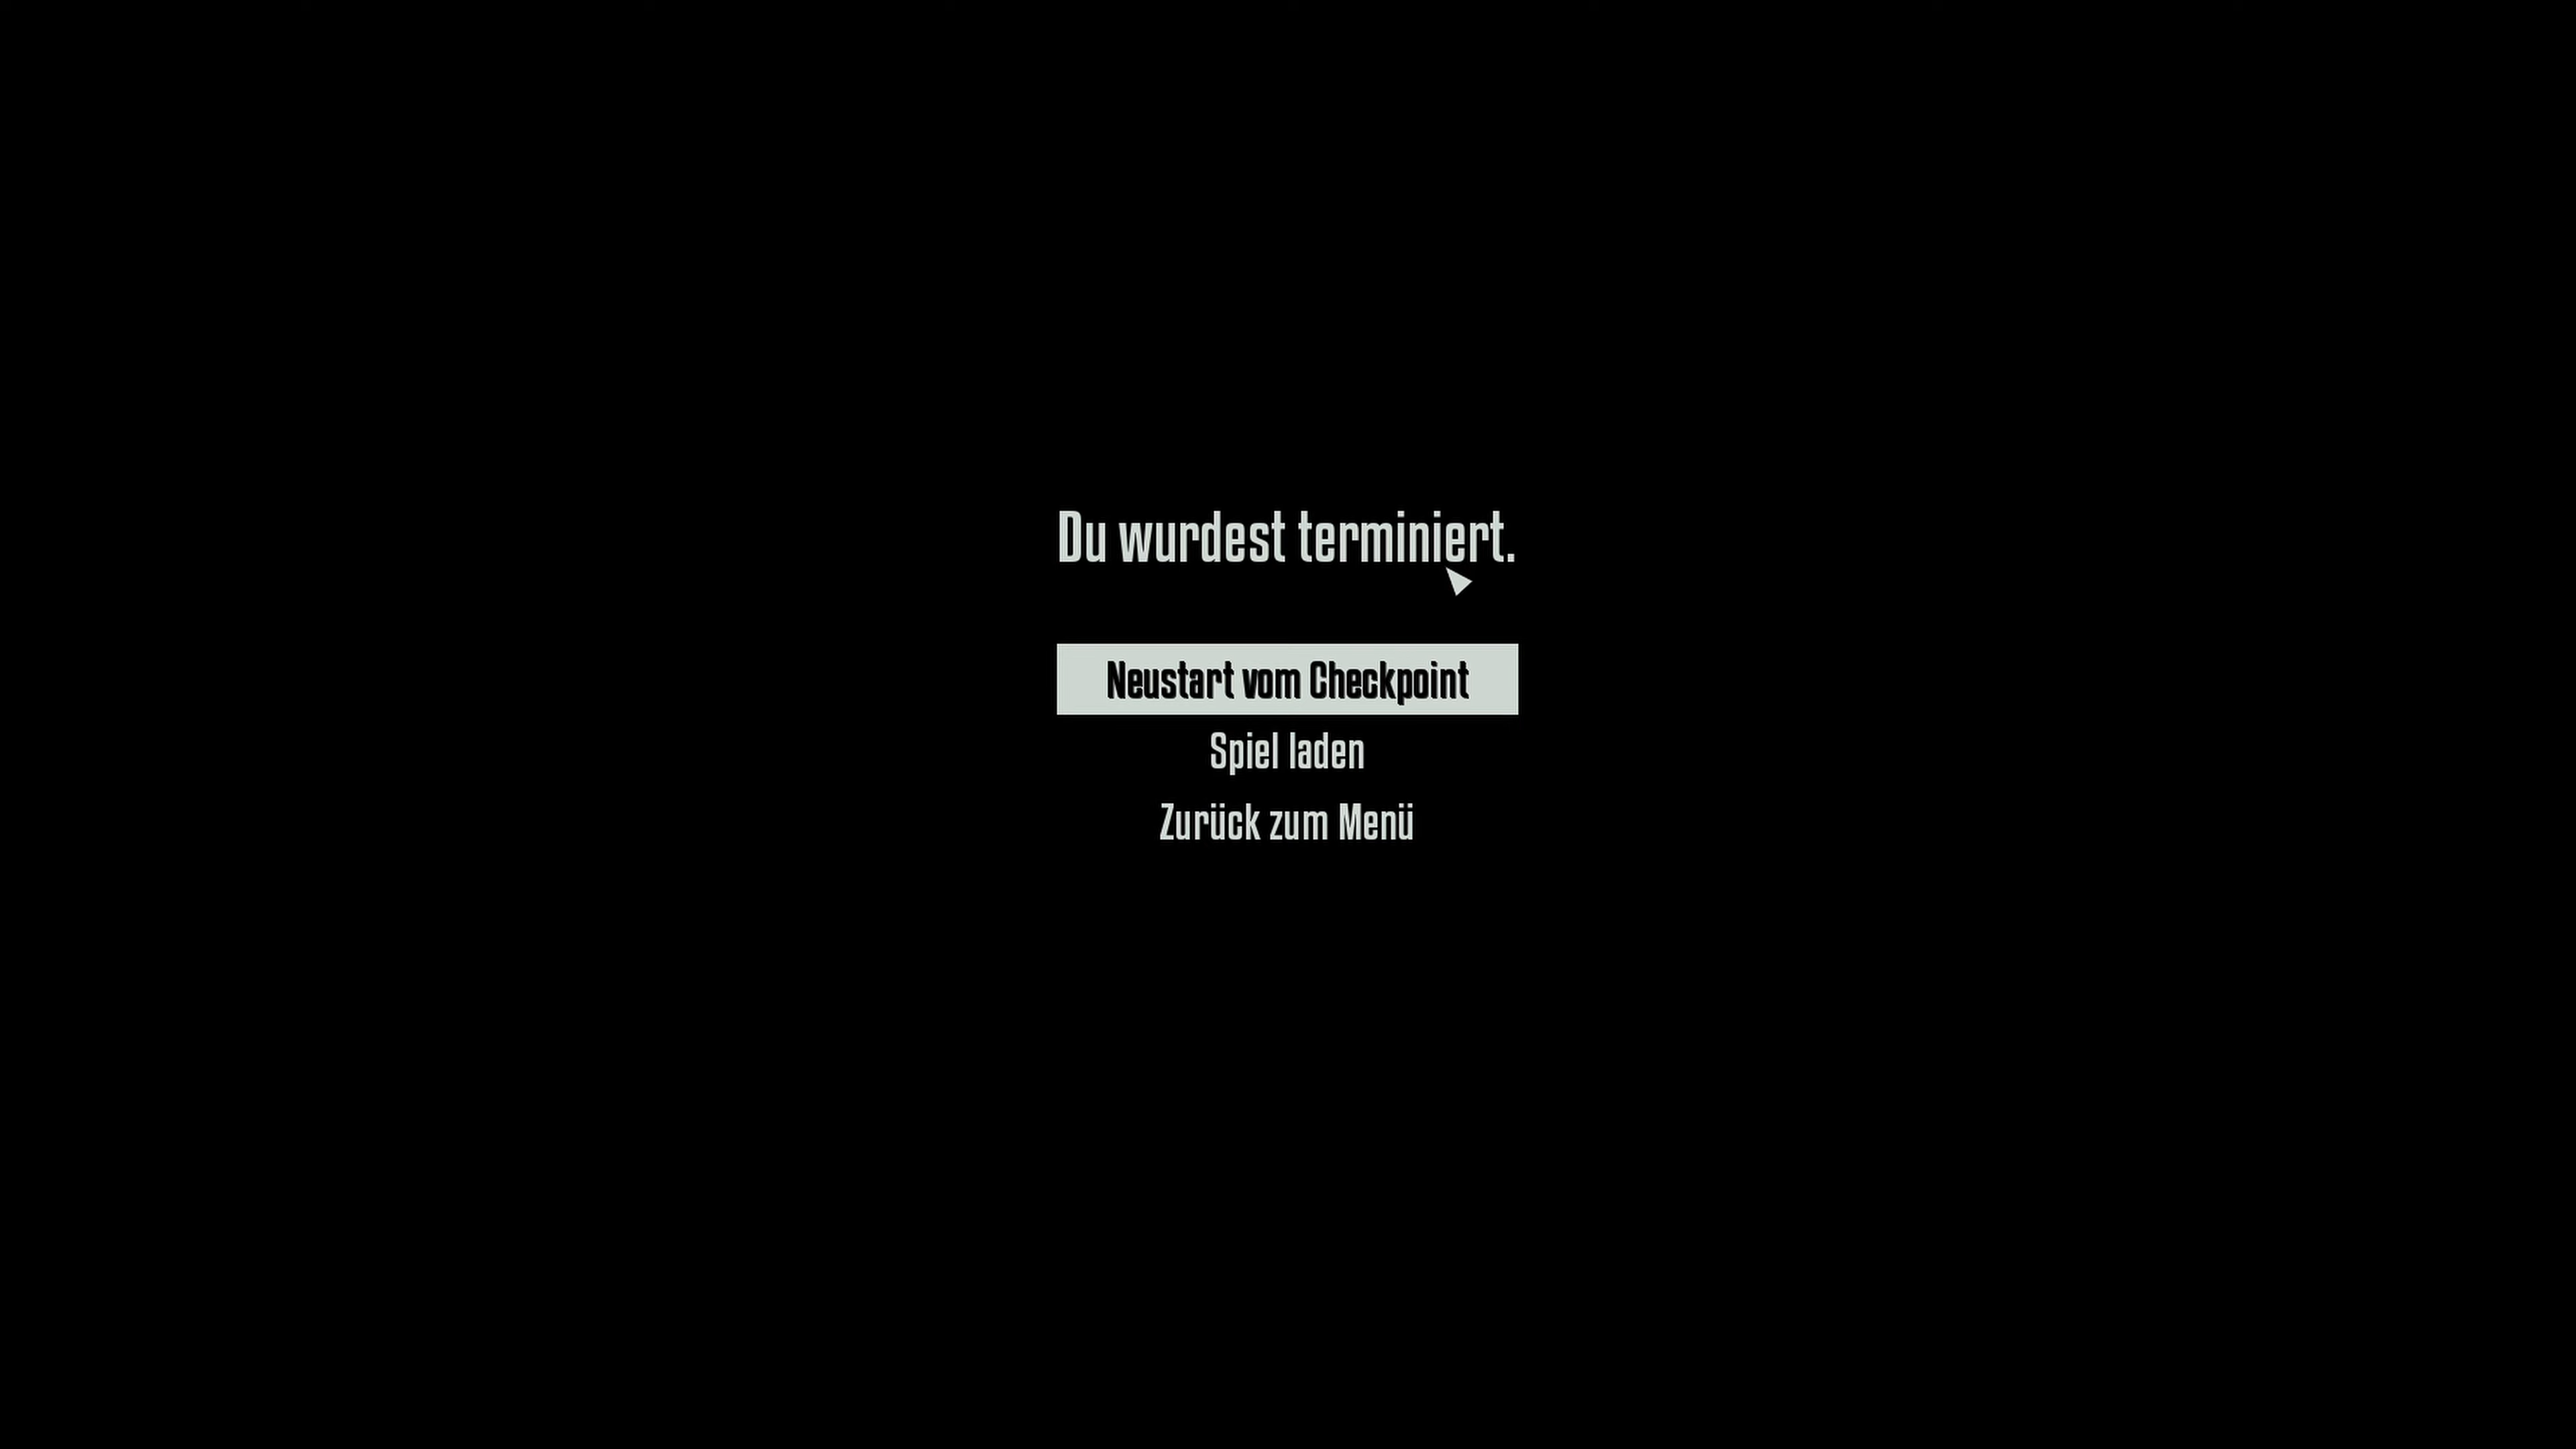 Du wurdest terminiert.
Neustart vom Checkpoint
Spiel laden
Zurück zum Menü